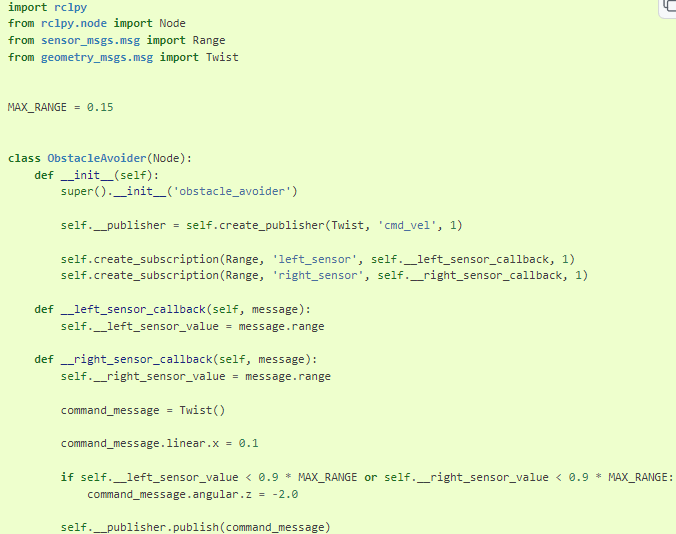 import rclpy
from rclpy.node import Node
from sensor_msgs.msg import Range
from geometry_msgs.msg import Twist


MAX_RANGE = 0.15


class ObstacleAvoider(Node):
    def __init__(self):
        super().__init__('obstacle_avoider')

        self.__publisher = self.create_publisher(Twist, 'cmd_vel', 1)

        self.create_subscription(Range, 'left_sensor', self.__left_sensor_callback, 1)
        self.create_subscription(Range, 'right_sensor', self.__right_sensor_callback, 1)

    def __left_sensor_callback(self, message):
        self.__left_sensor_value = message.range

    def __right_sensor_callback(self, message):
        self.__right_sensor_value = message.range

        command_message = Twist()

        command_message.linear.x = 0.1

        if self.__left_sensor_value < 0.9 * MAX_RANGE or self.__right_sensor_value < 0.9 * MAX_RANGE:
            command_message.angular.z = -2.0

        self.__publisher.publish(command_message)